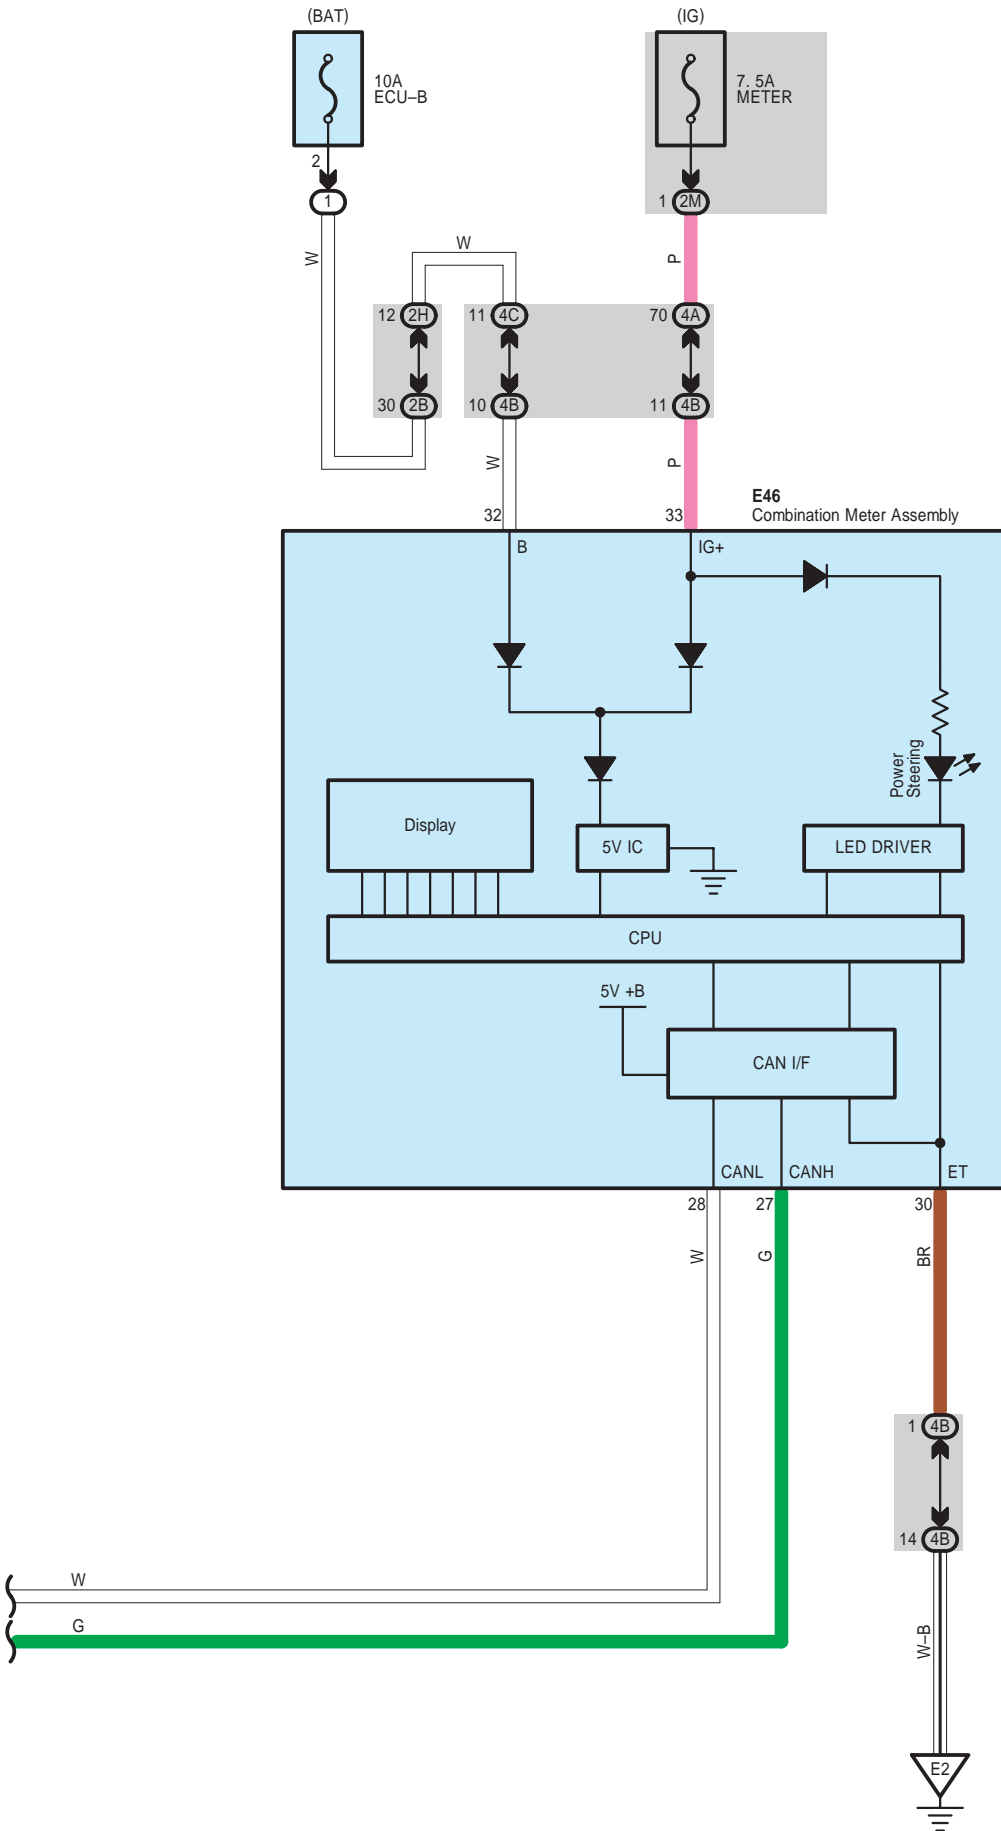 (BAT)
(IG)
10A
ECU–B
7. 5A
METER
2
1
1 2M
W
W
P
12 2H
11 4C
70 4A
30 2B
10 4B
11 4B
W
P
E46
Combination Meter Assembly
32
33
B
IG+
Power
Steering
Display
5V IC
LED DRIVER
CPU
5V +B
CAN I/F
CANL
CANH
ET
28
27
30
W
G
BR
1 4B
14 4B
W
G
W–B
E2